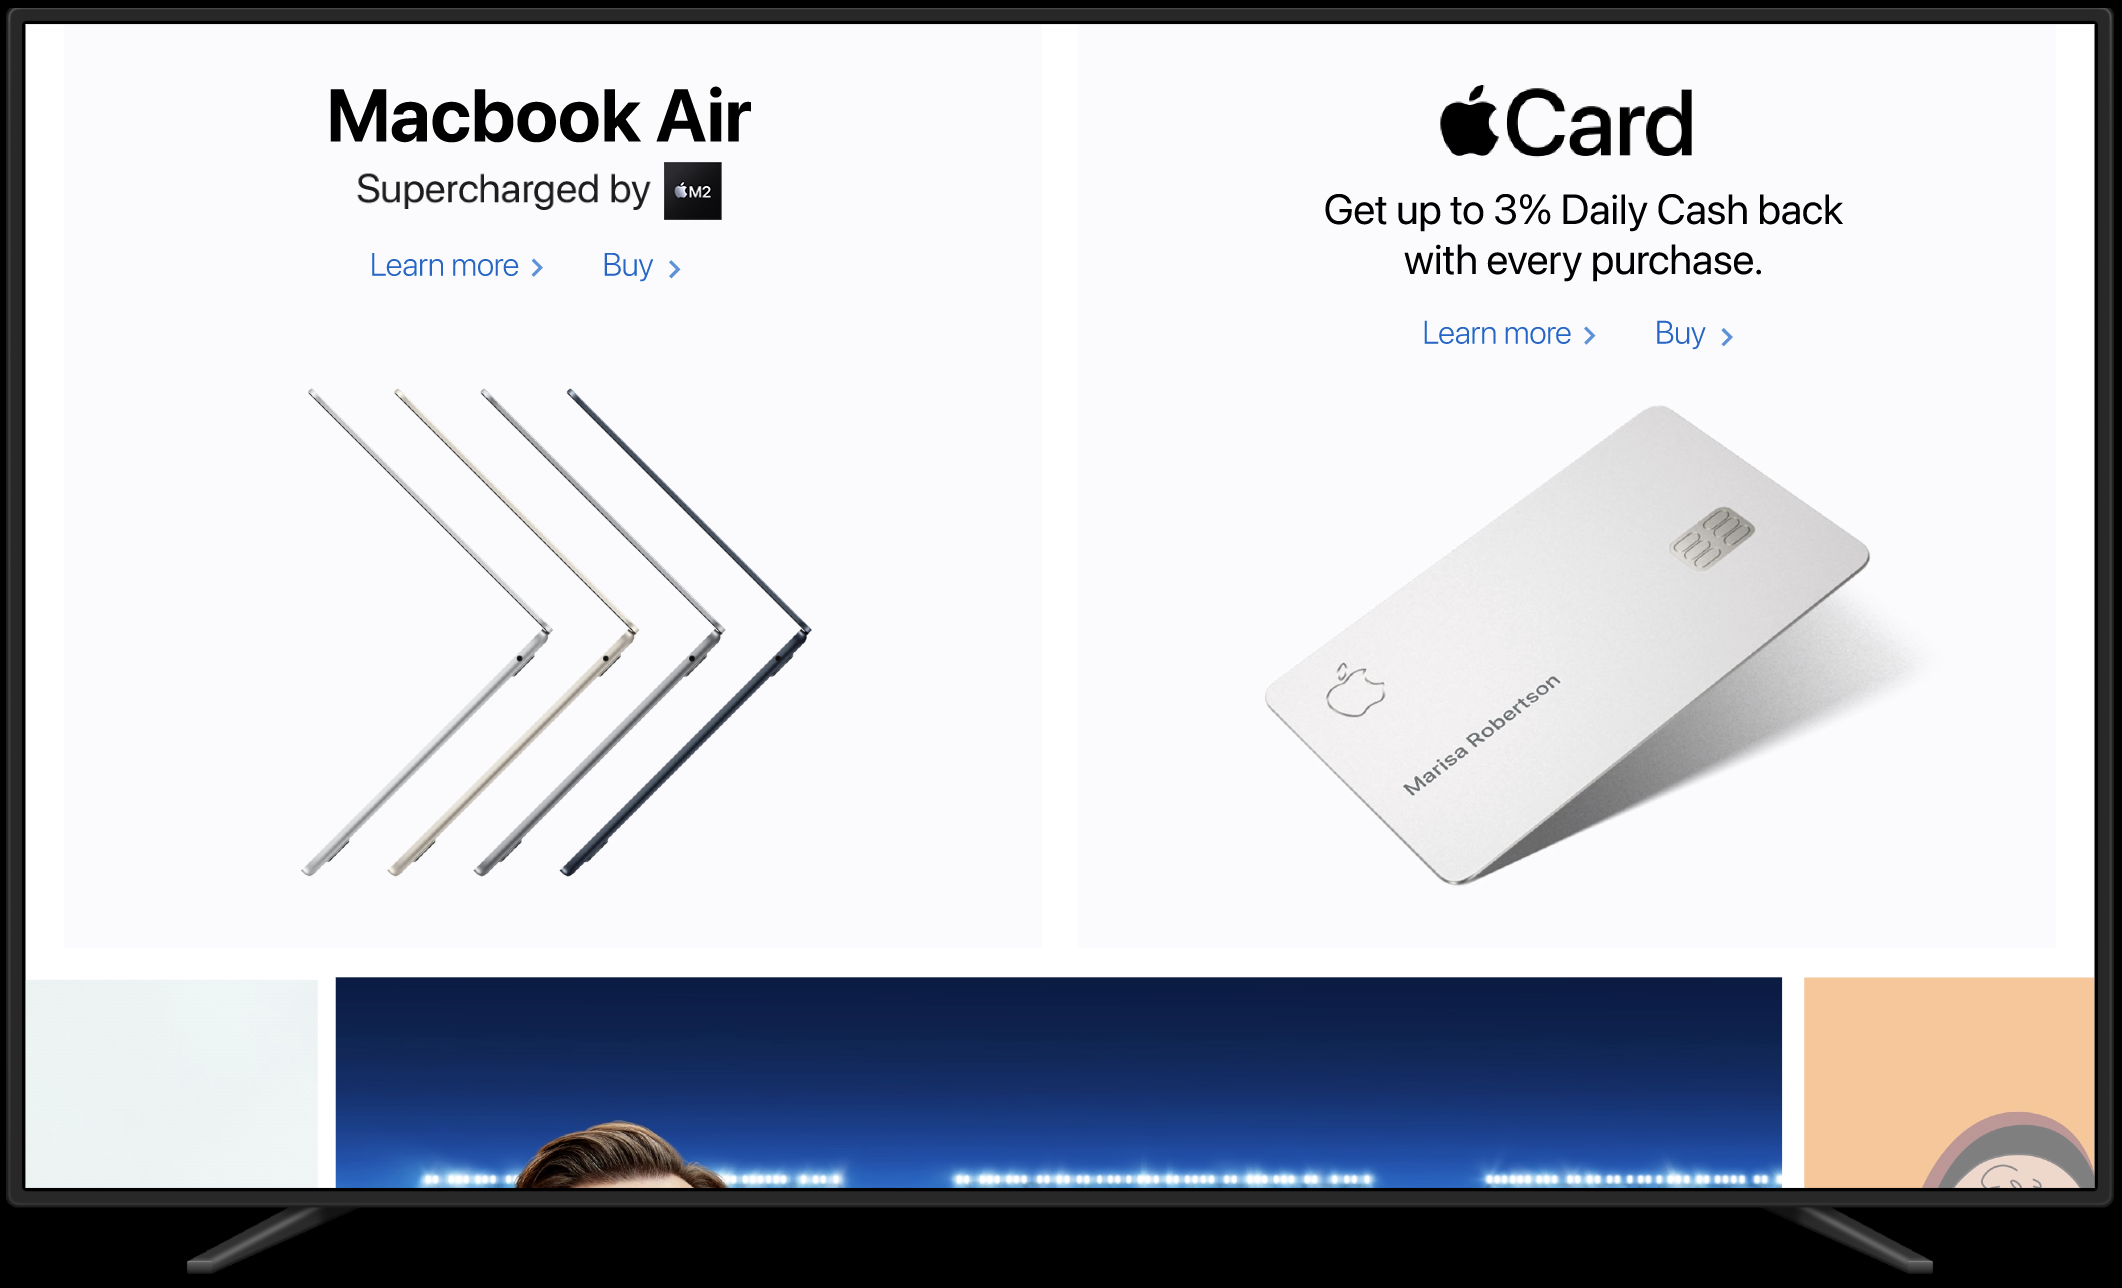 Macbook Air
Supercharged by M2
Learn more
Buy
Card
Get up to 3% Daily Cash back
with every purchase.
Learn more
Buy
Marisa Robertson